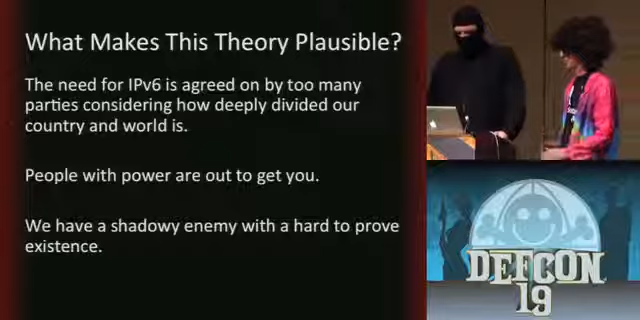 What Makes This Theory Plausible?
The need for IPv6 is agreed on by too many
parties considering how deeply divided our
country and world is.
People with power are out to get you.
We have a shadowy enemy with a hard to prove
existence.
DEFCON
19